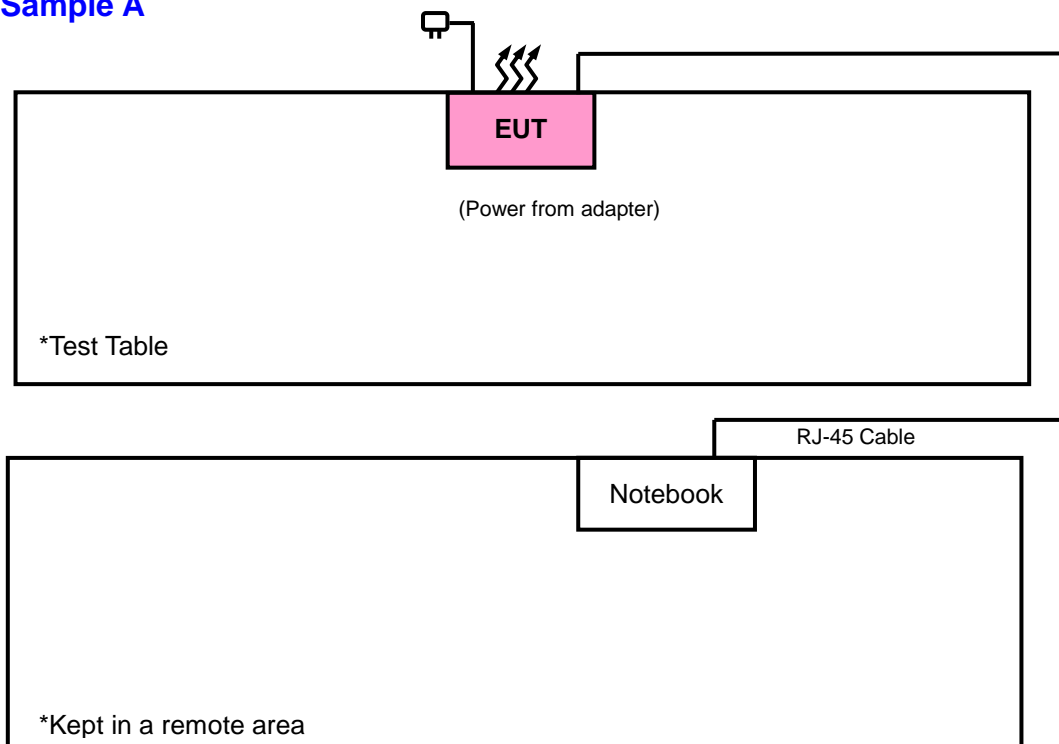 Sample A
EUT
(Power from adapter)
*Test Table
RJ-45 Cable
Notebook
*Kept in a remote area